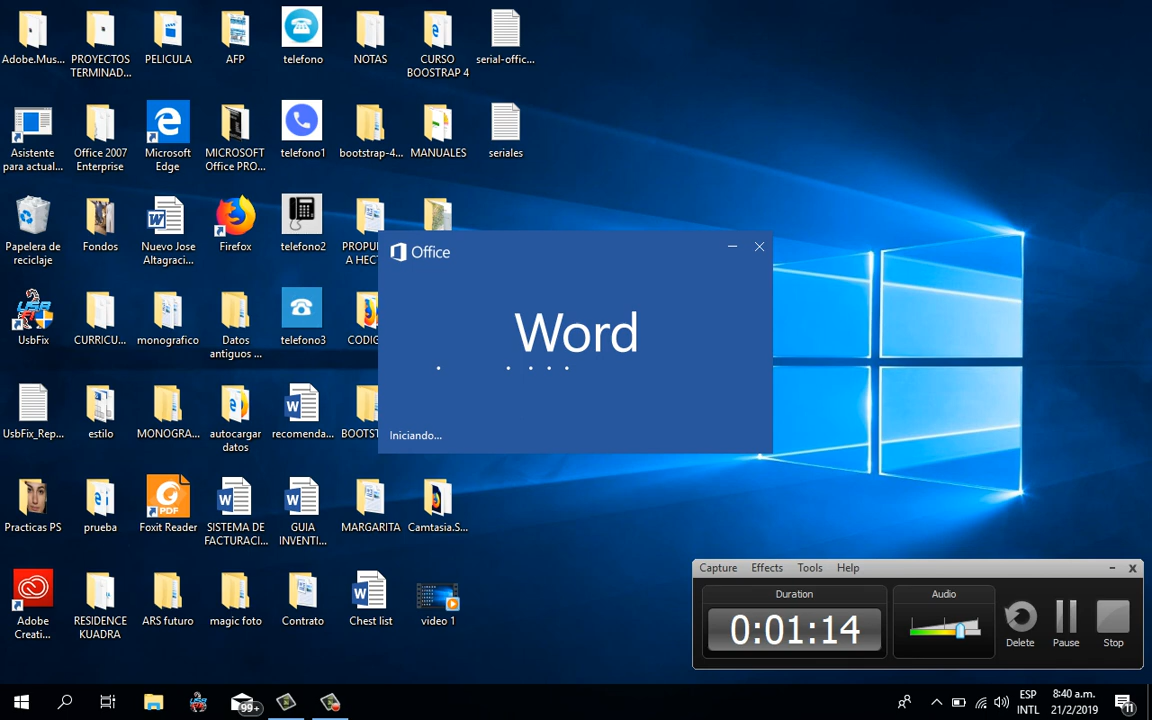 Adobe.Mus...
PROYECTOS
TERMINAD...
PELICULA
AFP
telefono
NOTAS
CURSO
BOOSTRAP 4
serial-offic...
Asistente
para actual...
Office 2007
Enterprise
Microsoft
Edge
MICROSOFT
Office PRO...
telefono1
bootstrap-4...
MANUALES
seriales
Papelera de
reciclaje
Fondos
Nuevo Jose
Altagraci...
Firefox
telefono2
PROPU
A HEC
Office
Word
Iniciando...
UsbFix
CURRICU...
monografico
Datos
antiguos ...
telefono3
CODIG
UsbFix_Rep...
estilo
MONOGRA...
autocargar
datos
recomenda...
BOOTST
Practicas PS
prueba
PDF
Foxit Reader
SISTEMA DE
FACTURACI...
GUIA
INVENTI...
MARGARITA
Camtasia.S...
Adobe
Creati...
RESIDENCE
KUADRA
ARS futuro
magic foto
Contrato
Chest list
video 1
Capture Effects Tools Help
Duration
0:01:14
Audio
Delete
Pause
Stop
99+
ESP
INTL
8:40 a.m.
21/2/2019
11